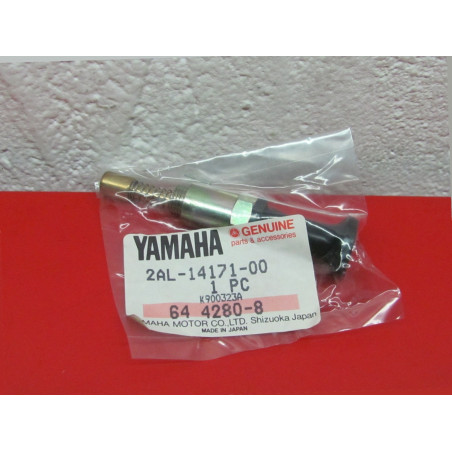 YAMAHA
GENUINE
parts & accessories
2AL-14171-00
1 PC
K900323A
64 4280-8
MAHA MOTOR CO.,LTD. Shizuoka Japan
MADE IN JAPAN